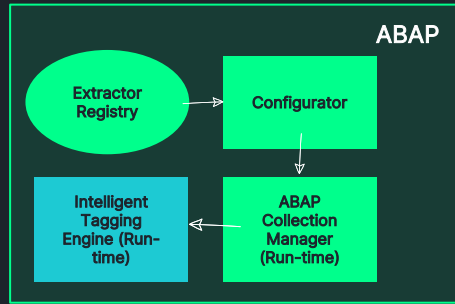 ABAP
Extractor
Registry
Configurator
Intelligent
Tagging
Engine (Run-
time)
ABAP
Collection
Manager
(Run-time)